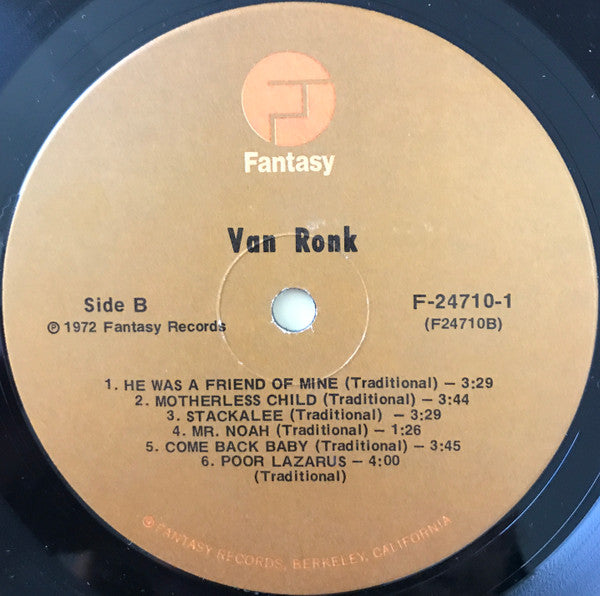 Fantasy
Van Ronk
Side B
℗ 1972 Fantasy Records
F-24710-1
(F24710B)
1. HE WAS A FRIEND OF MINE (Traditional) – 3:29
2. MOTHERLESS CHILD (Traditional) – 3:44
3. STACKALEE (Traditional) – 3:29
4. MR. NOAH (Traditional) – 1:26
5. COME BACK BABY (Traditional) – 3:45
6. POOR LAZARUS – 4:00
(Traditional)
® FANTASY RECORDS, BERKELEY, CALIFORNIA